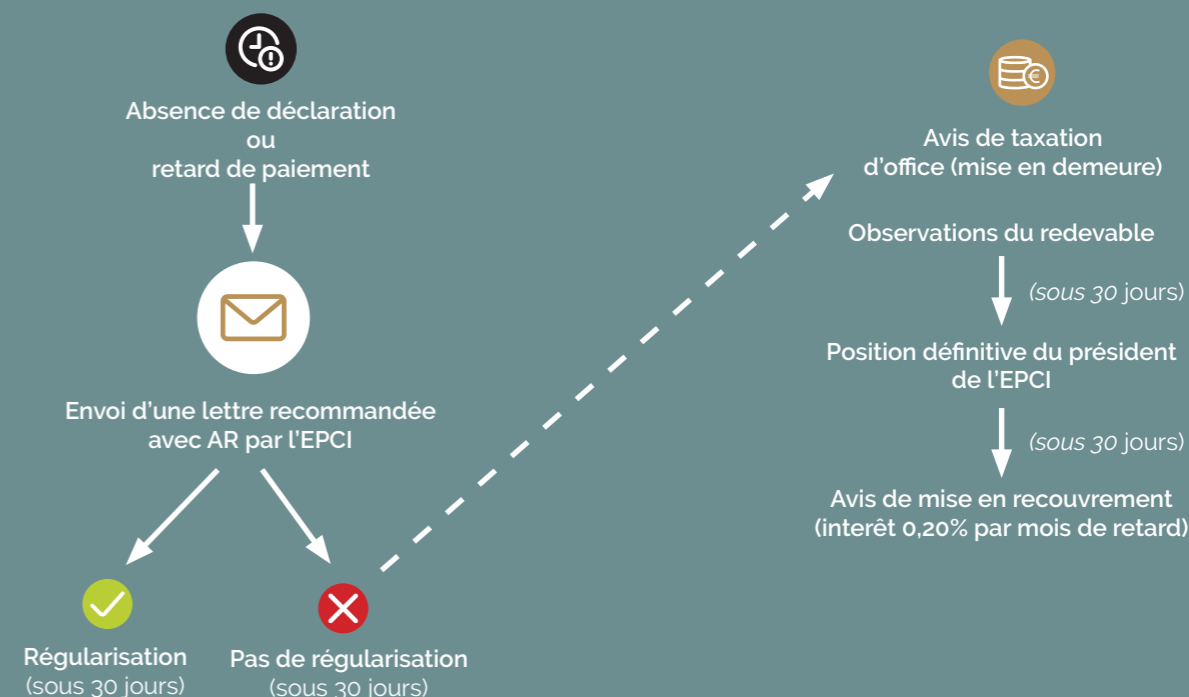 Absence de déclaration
ou
retard de paiement
Envoi d'une lettre recommandée
avec AR par l'EPCI
Régularisation
(sous 30 jours)
Pas de régularisation
(sous 30 jours)
€
Avis de taxation
d'office (mise en demeure)
Observations du redevable
(sous 30 jours)
Position définitive du président
de l'EPCI
(sous 30 jours)
Avis de mise en recouvrement
(interêt 0,20% par mois de retard)